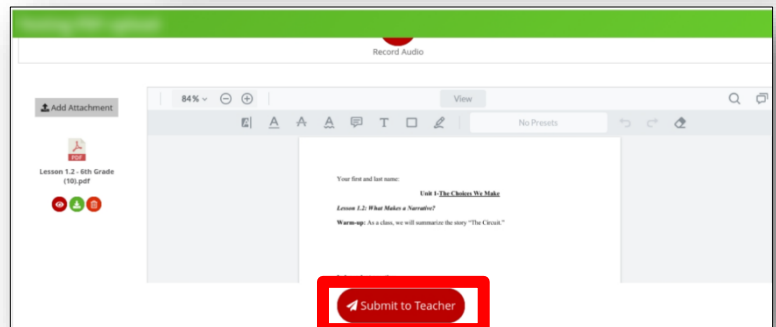 Record Audio
Add Attachment
84%
View
A A A T
No Presets
PDF
Lesson 1.2 - 6th Grade
(10).pdf
Your first and last name:
Unit 1-The Choices We Make
Lesson 1.2: What Makes a Narrative?
Warm-up: As a class, we will summarize the story "The Circuit."
Submit to Teacher